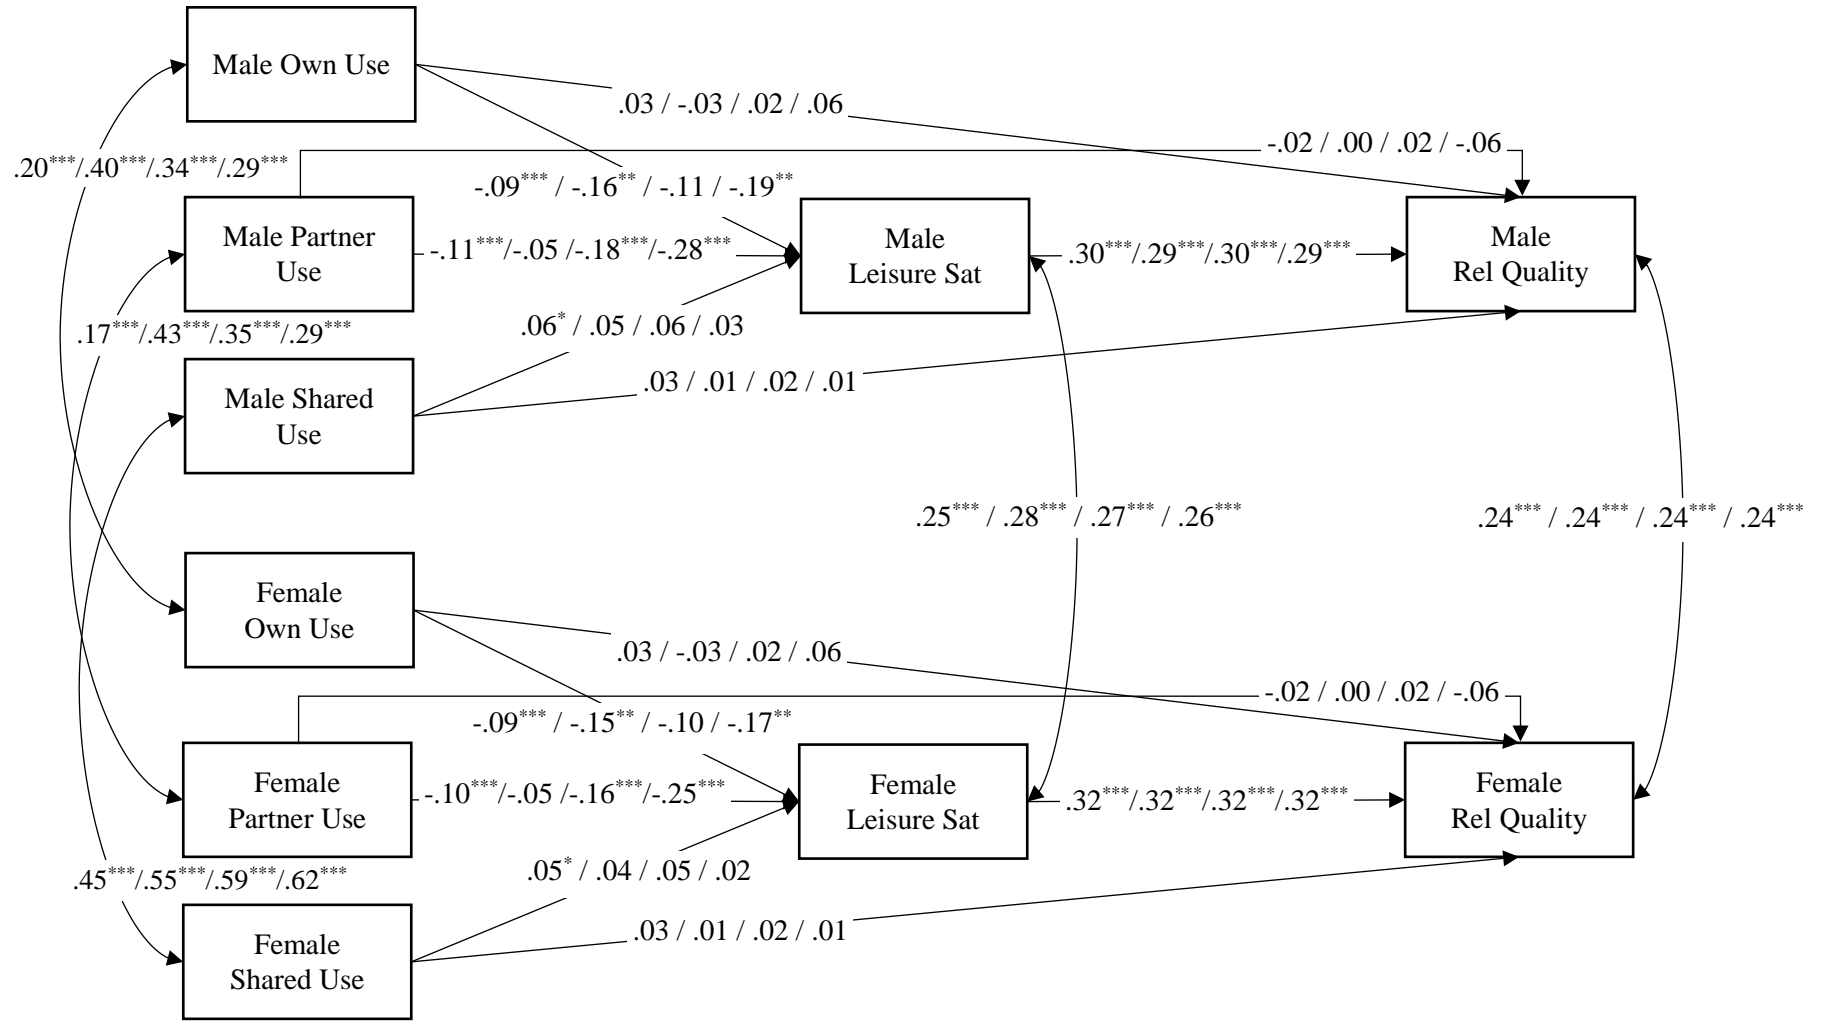 Male Own Use
.03 / -.03 / .02 / .06
-.02 / .00 / .02 / -.06
.20***/.40***/.34***/.29***
-.09*** / -.16** / -.11 / -.19**
Male Partner
Use
-.11***/-.05 /-.18***/-.28***
Male
Leisure Sat
.30***/.29***/.30***/.29***
Male
Rel Quality
.17***/.43***/.35***/.29***
.06* / .05 / .06 / .03
Male Shared
Use
.03 / .01 / .02 / .01
.25*** / .28*** / .27*** / .26***
.24*** / .24*** / .24*** / .24***
Female
Own Use
.03 / -.03 / .02 / .06
-.02 / .00 / .02 / -.06
-.09*** / -.15** / -.10 / -.17**
Female
Partner Use
-.10***/-.05 /-.16***/-.25***
Female
Leisure Sat
.32***/.32***/.32***/.32***
Female
Rel Quality
.45***/.55***/.59***/.62***
.05* / .04 / .05 / .02
Female
Shared Use
.03 / .01 / .02 / .01